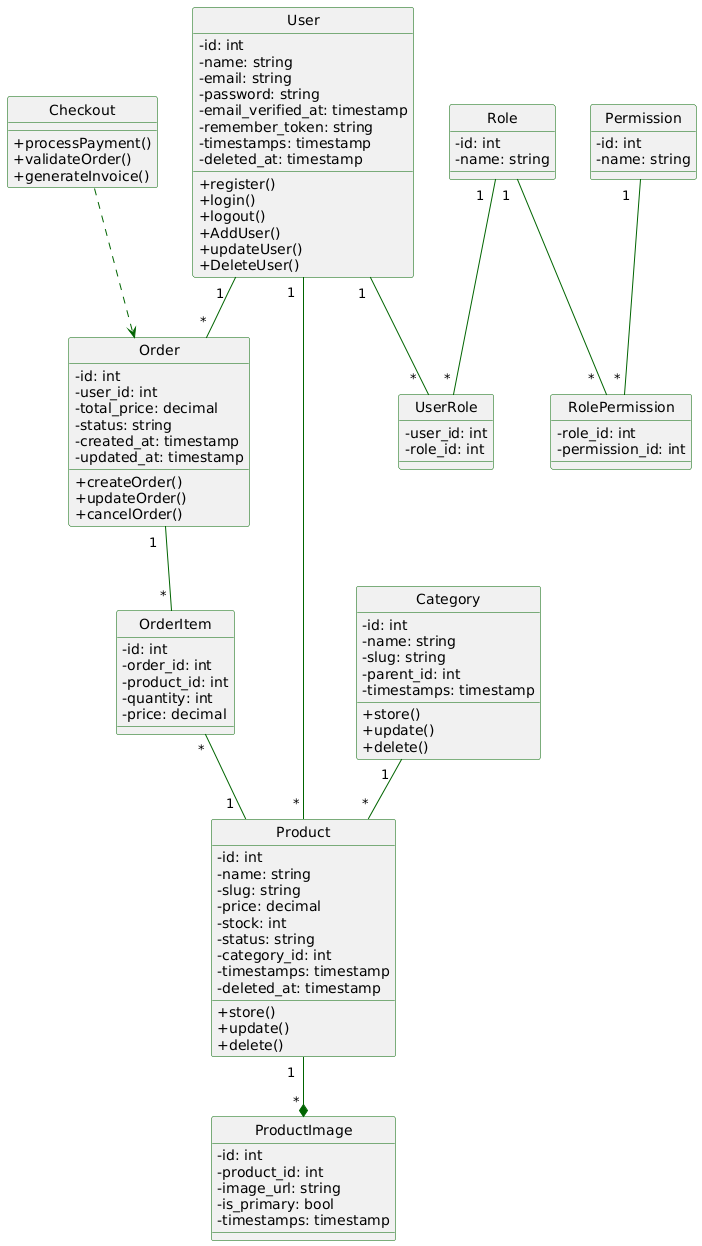 User
-id: int
-name: string
-email: string
-password: string
-email_verified_at: timestamp
-remember_token: string
-timestamps: timestamp
-deleted_at: timestamp
+register()
+login()
+logout()
+AddUser()
+updateUser()
+DeleteUser()
Checkout
+processPayment()
+validateOrder()
+generateInvoice()
Role
-id: int
-name: string
Permission
-id: int
-name: string
1
1
1
1
1
1
*
*
*
*
*
Order
-id: int
-user_id: int
-total_price: decimal
-status: string
-created_at: timestamp
-updated_at: timestamp
+createOrder()
+updateOrder()
+cancelOrder()
UserRole
-user_id: int
-role_id: int
RolePermission
-role_id: int
-permission_id: int
1
*
OrderItem
-id: int
-order_id: int
-product_id: int
-quantity: int
-price: decimal
Category
-id: int
-name: string
-slug: string
-parent_id: int
-timestamps: timestamp
+store()
+update()
+delete()
*
1
1
*
*
Product
-id: int
-name: string
-slug: string
-price: decimal
-stock: int
-status: string
-category_id: int
-timestamps: timestamp
-deleted_at: timestamp
+store()
+update()
+delete()
1
*
ProductImage
-id: int
-product_id: int
-image_url: string
-is_primary: bool
-timestamps: timestamp